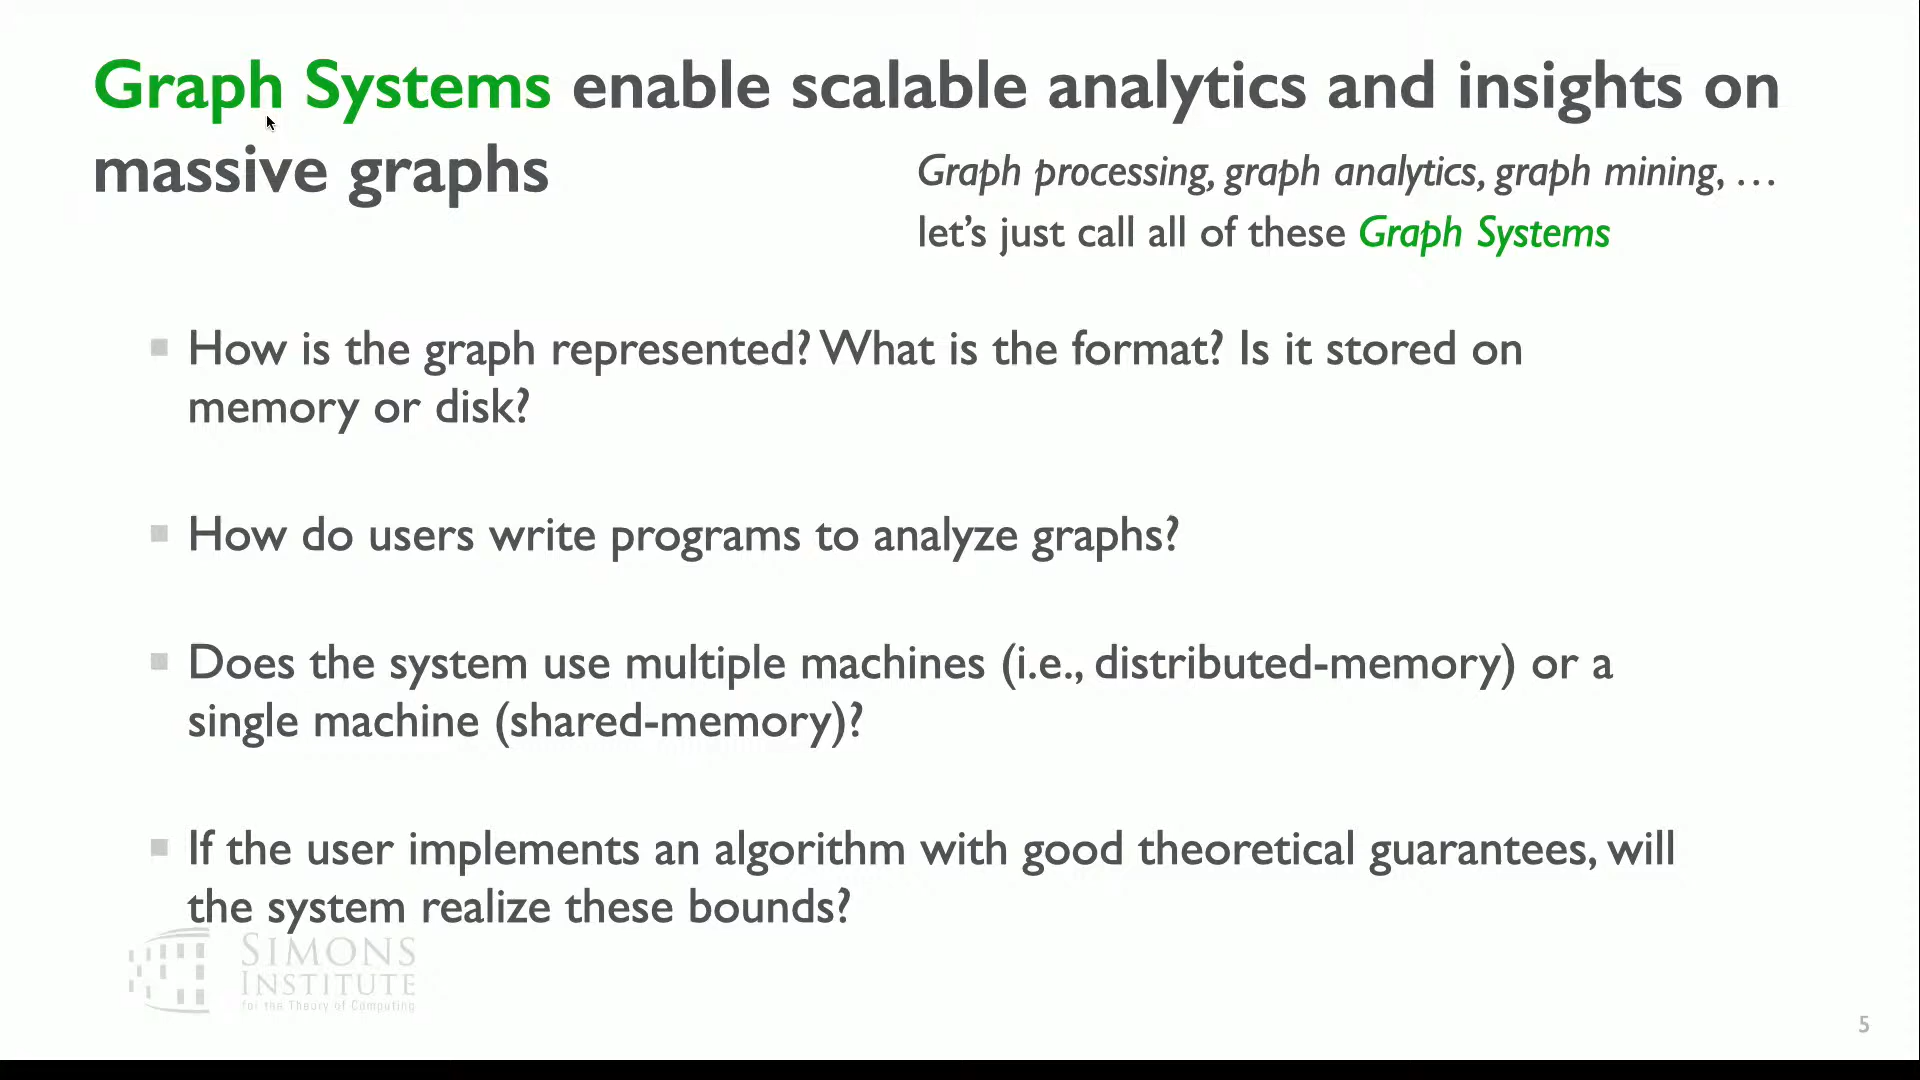 Graph Systems enable scalable analytics and insights on
massive graphs
Graph processing, graph analytics, graph mining, …
let’s just call all of these Graph Systems
How is the graph represented? What is the format? Is it stored on
memory or disk?
How do users write programs to analyze graphs?
Does the system use multiple machines (i.e., distributed-memory) or a
single machine (shared-memory)?
If the user implements an algorithm with good theoretical guarantees, will
the system realize these bounds?
SIMONS
INSTITUTE
for the Theory of Computing
5